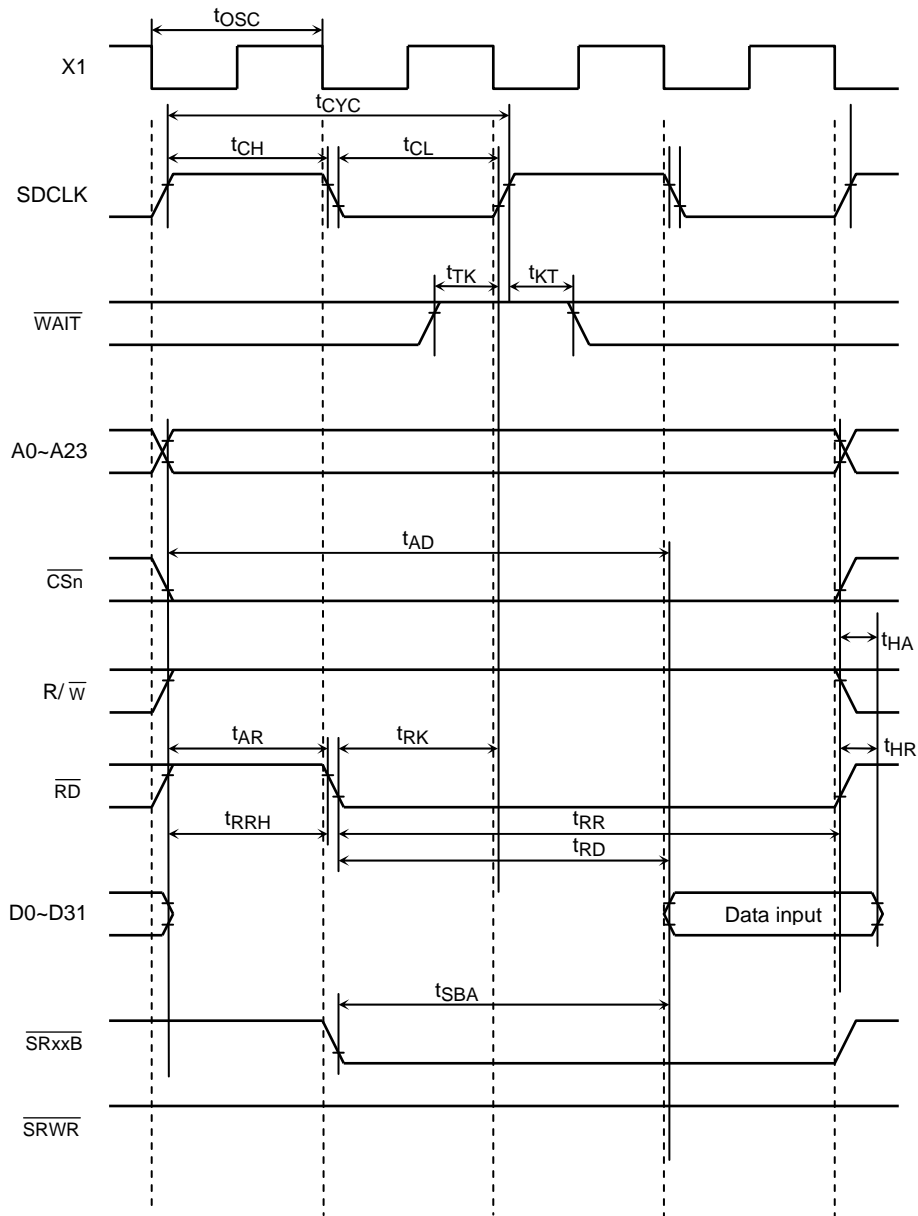 tOSC
X1
tCYC
tCH
tCL
SDCLK
tTK
tKT
WAIT
A0~A23
tAD
CSn
tHA
R/ W
tAR
tRK
tHR
RD
tRRH
tRR
tRD
D0~D31
Data input
tSBA
SRxxB
SRWR